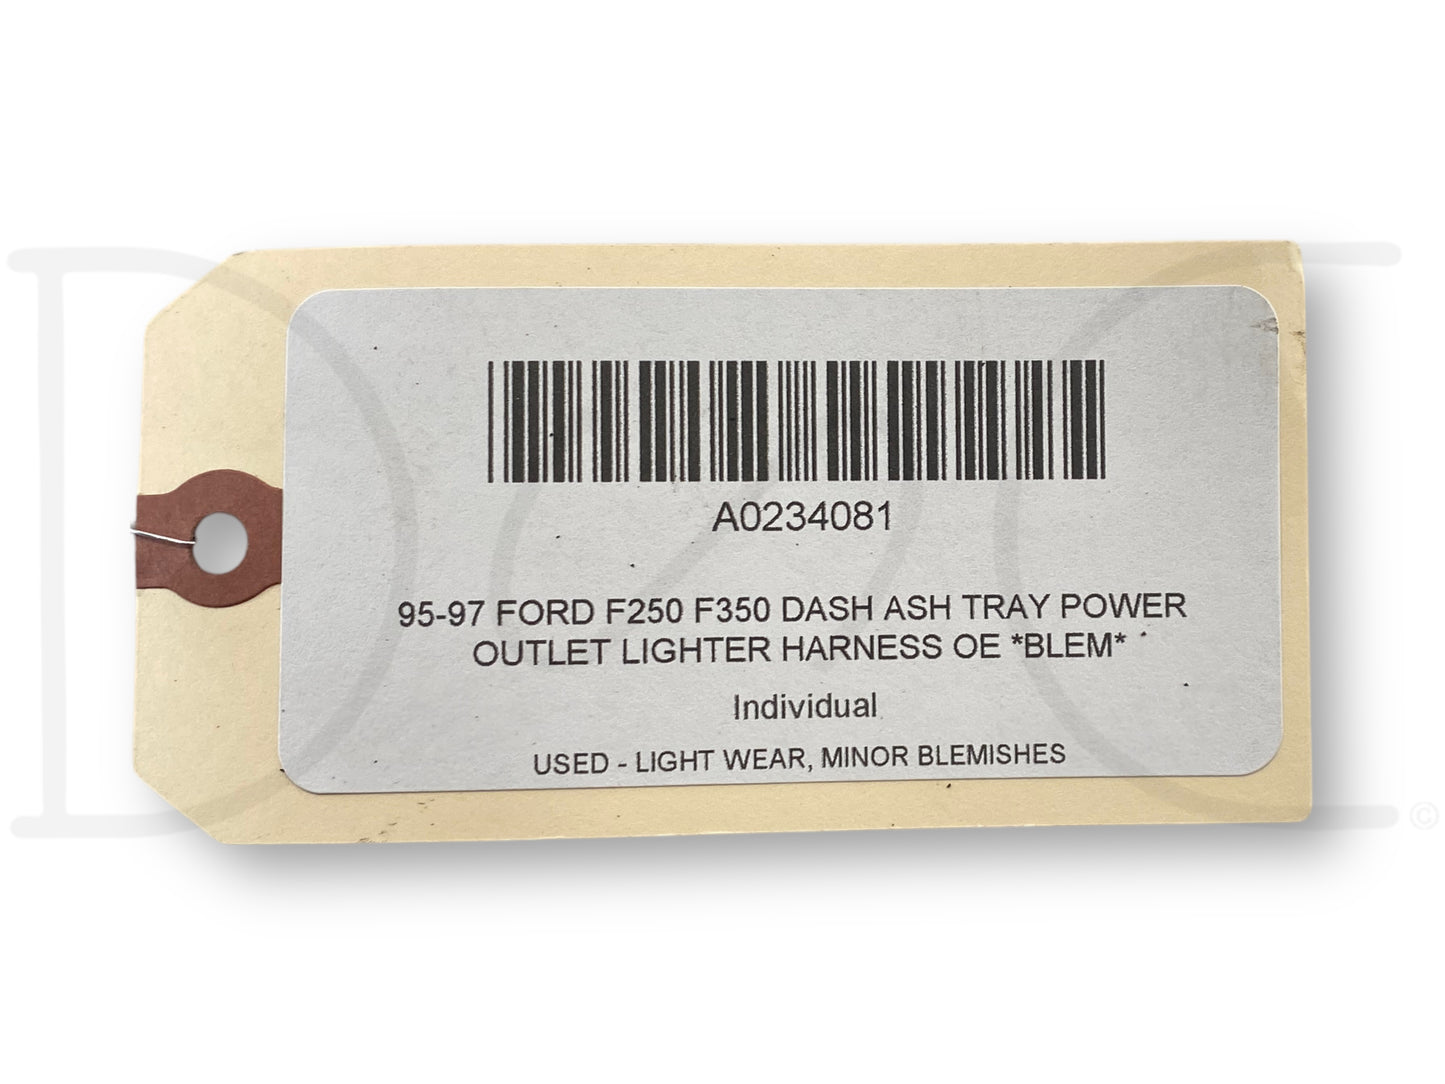 A0234081
95-97 FORD F250 F350 DASH ASH TRAY POWER
OUTLET LIGHTER HARNESS OE *BLEM*
Individual
USED - LIGHT WEAR, MINOR BLEMISHES
©